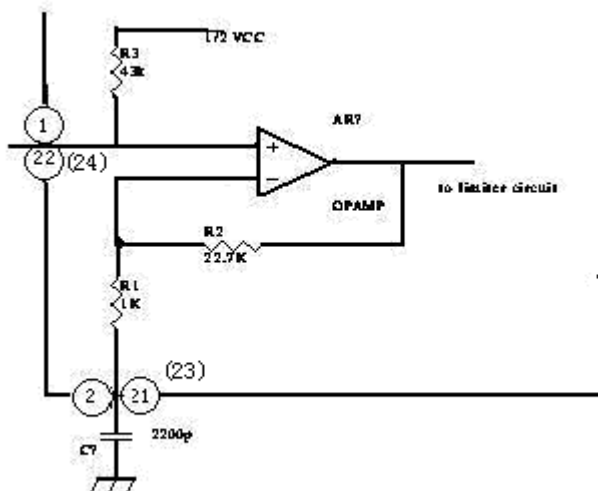 1/2 VCC
R3
43k
1
AR?
22
(24)
+
-
OPAMP
to limiter circuit
R2
22.7K
R1
1K
(23)
2
21
2200p
C?